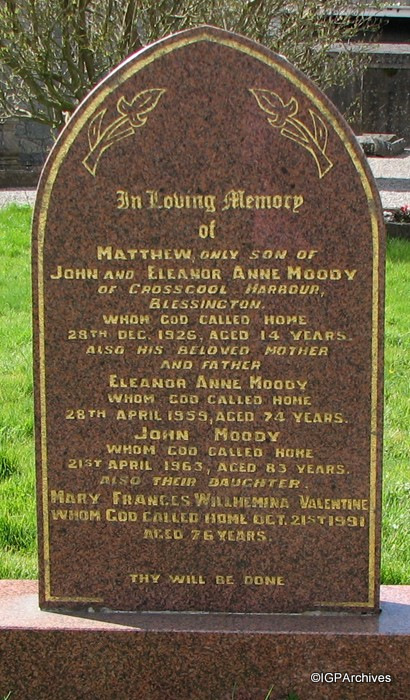 In Loving Memory
of
MATTHEW, ONLY SON OF
JOHN AND ELEANOR ANNE MOODY
OF CROSSCOOL HARBOUR,
BLESSINGTON.
WHOM GOD CALLED HOME
28TH DEC. 1926, AGED 14 YEARS.
ALSO HIS BELOVED MOTHER
AND FATHER
ELEANOR ANNE MOODY
WHOM GOD CALLED HOME
28TH APRIL 1959, AGED 74 YEARS.
JOHN MOODY
WHOM GOD CALLED HOME
21ST APRIL 1963, AGED 83 YEARS.
ALSO THEIR DAUGHTER.
MARY FRANCES WILLHEMINA VALENTINE
WHOM GOD CALLED HOME OCT. 21ST 1991
AGED 76 YEARS.
THY WILL BE DONE
©IGPArchives